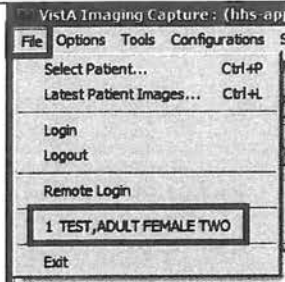 VistA Imaging Capture: (hhs-app
File Options Tools Configurations S
Select Patient... Ctrl+P
Latest Patient Images... Ctrl+L
Login
Logout
Remote Login
1 TEST,ADULT FEMALE TWO
Exit